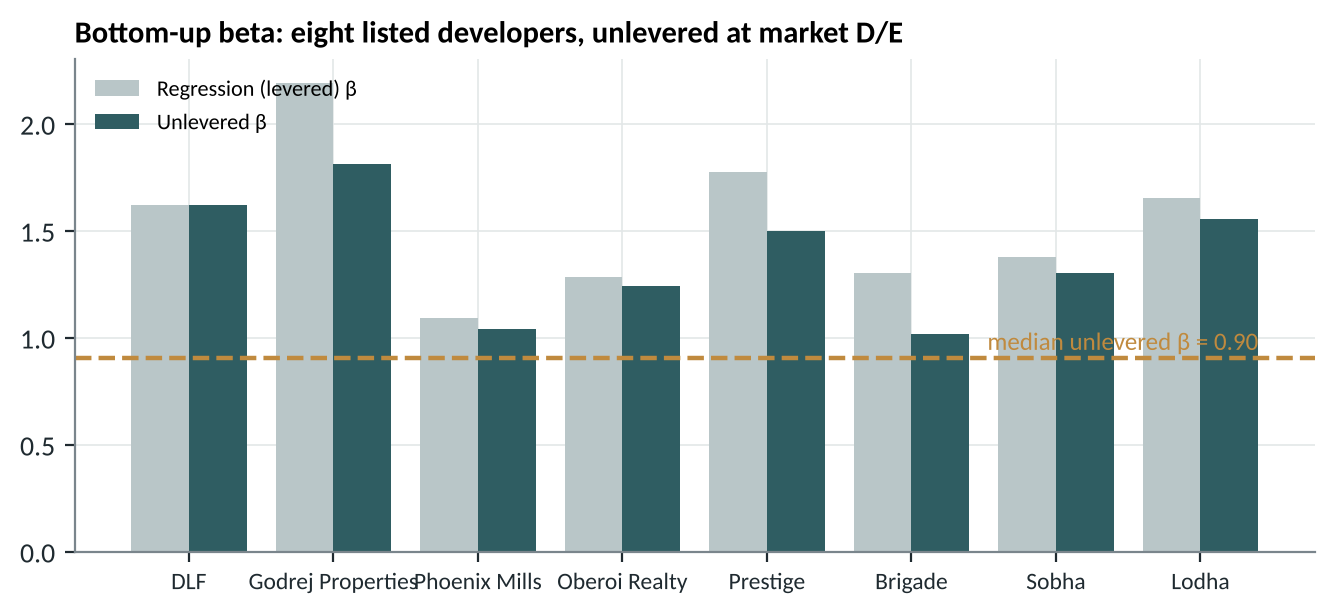 Bottom-up beta: eight listed developers, unlevered at market D/E
Regression (levered) β
Unlevered β
2.0
1.5
1.0
0.5
0.0
median unlevered β = 0.90
DLF Godrej Properties Phoenix Mills Oberoi Realty Prestige Brigade Sobha Lodha